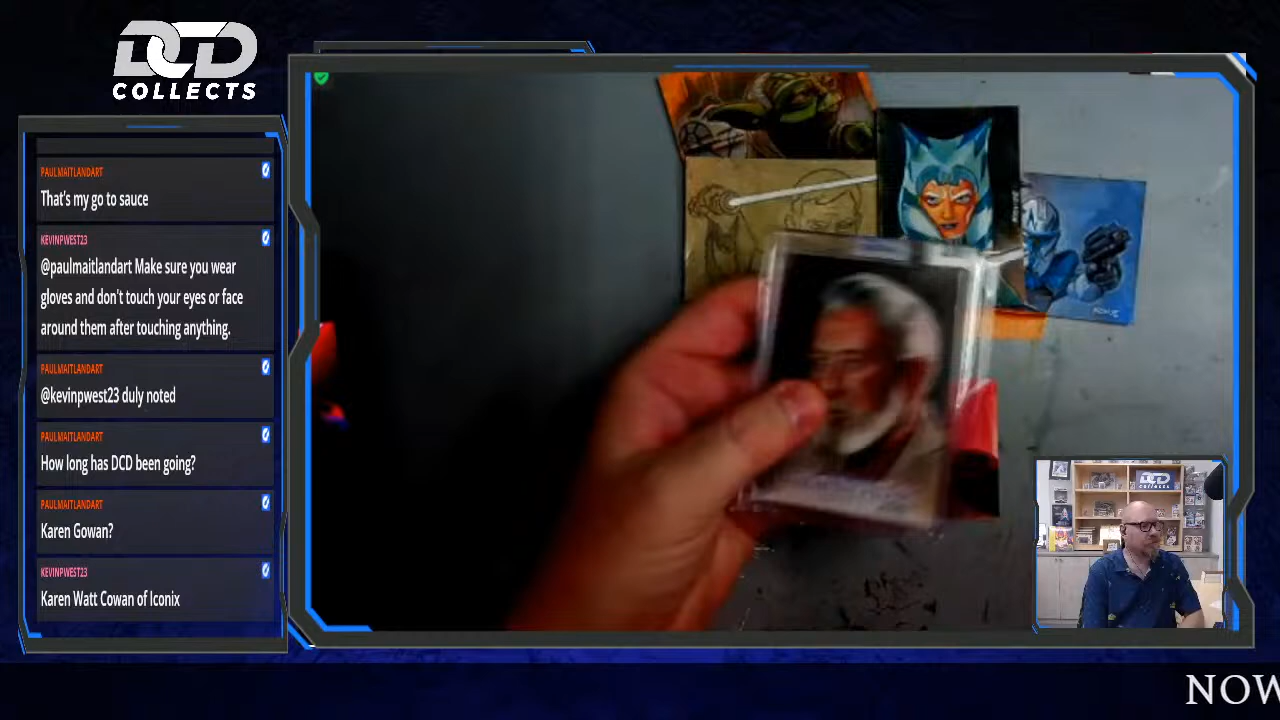 DCD
COLLECTS
PAULMAITLANDART
That's my go to sauce
KEVINPWEST23
@paulmaitlandart Make sure you wear
gloves and don't touch your eyes or face
around them after touching anything.
PAULMAITLANDART
@kevinpwest23 duly noted
PAULMAITLANDART
How long has DCD been going?
PAULMAITLANDART
Karen Gowan?
KEVINPWEST23
Karen Watt Cowan of Iconix
DCD
COLLECTS
NOW